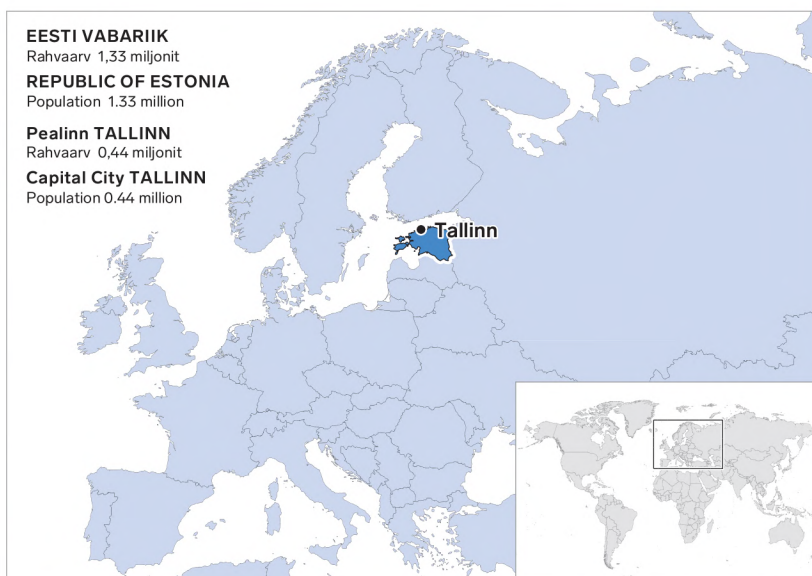 EESTI VABARIIK
Rahvaarv 1,33 miljonit
REPUBLIC OF ESTONIA
Population 1.33 million
Pealinn TALLINN
Rahvaarv 0,44 miljonit
Capital City TALLINN
Population 0.44 million
Tallinn